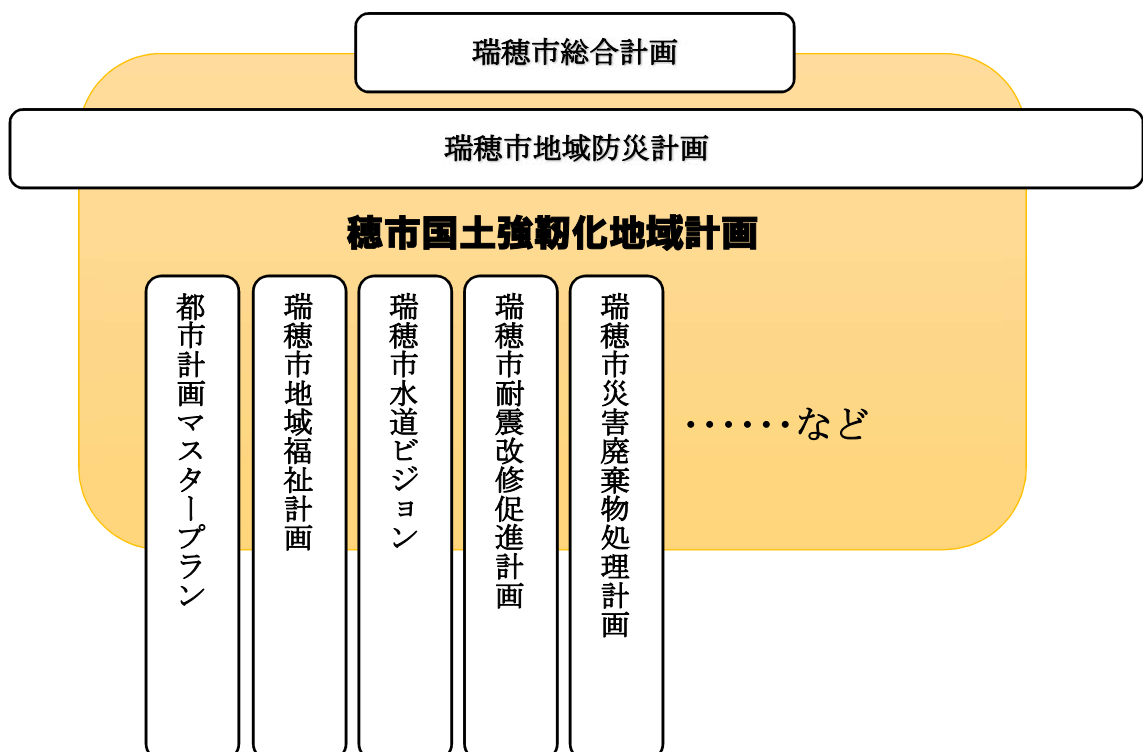 瑞穂市総合計画
瑞穂市地域防災計画
穂市国土強靱化地域計画
都市計画マスタープラン
瑞穂市地域福祉計画
瑞穂市水道ビジョン
瑞穂市耐震改修促進計画
瑞穂市災害廃棄物処理計画
・・・・・・など